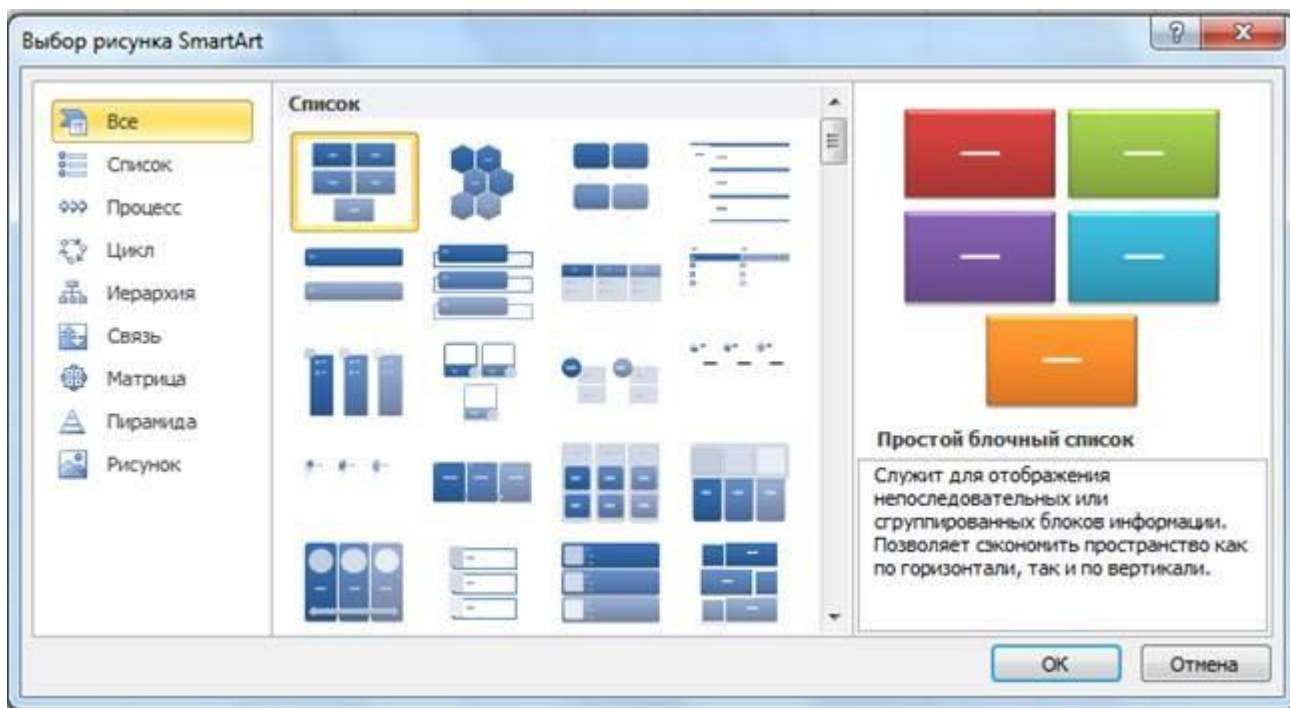 Выбор рисунка SmartArt
Все
Список
Процесс
Цикл
Иерархия
Связь
Матрица
Пирамида
Рисунок
Список
Простой блочный список
Служит для отображения
непоследовательных или
сгруппированных блоков информации.
Позволяет сэкономить пространство как
по горизонтали, так и по вертикали.
ОК
Отмена